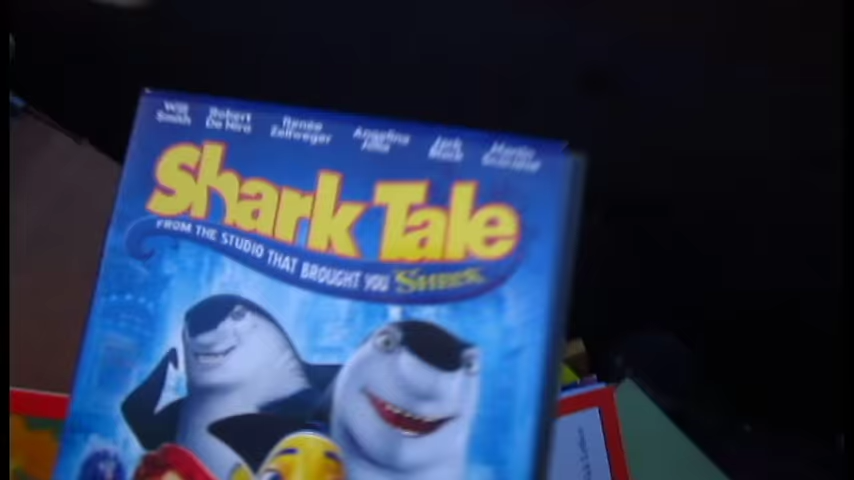 Will Smith Robert De Niro Renée Zellweger Angelina Jolie Jack Black Martin Scorsese
Shark Tale
FROM THE STUDIO THAT BROUGHT YOU SHREK